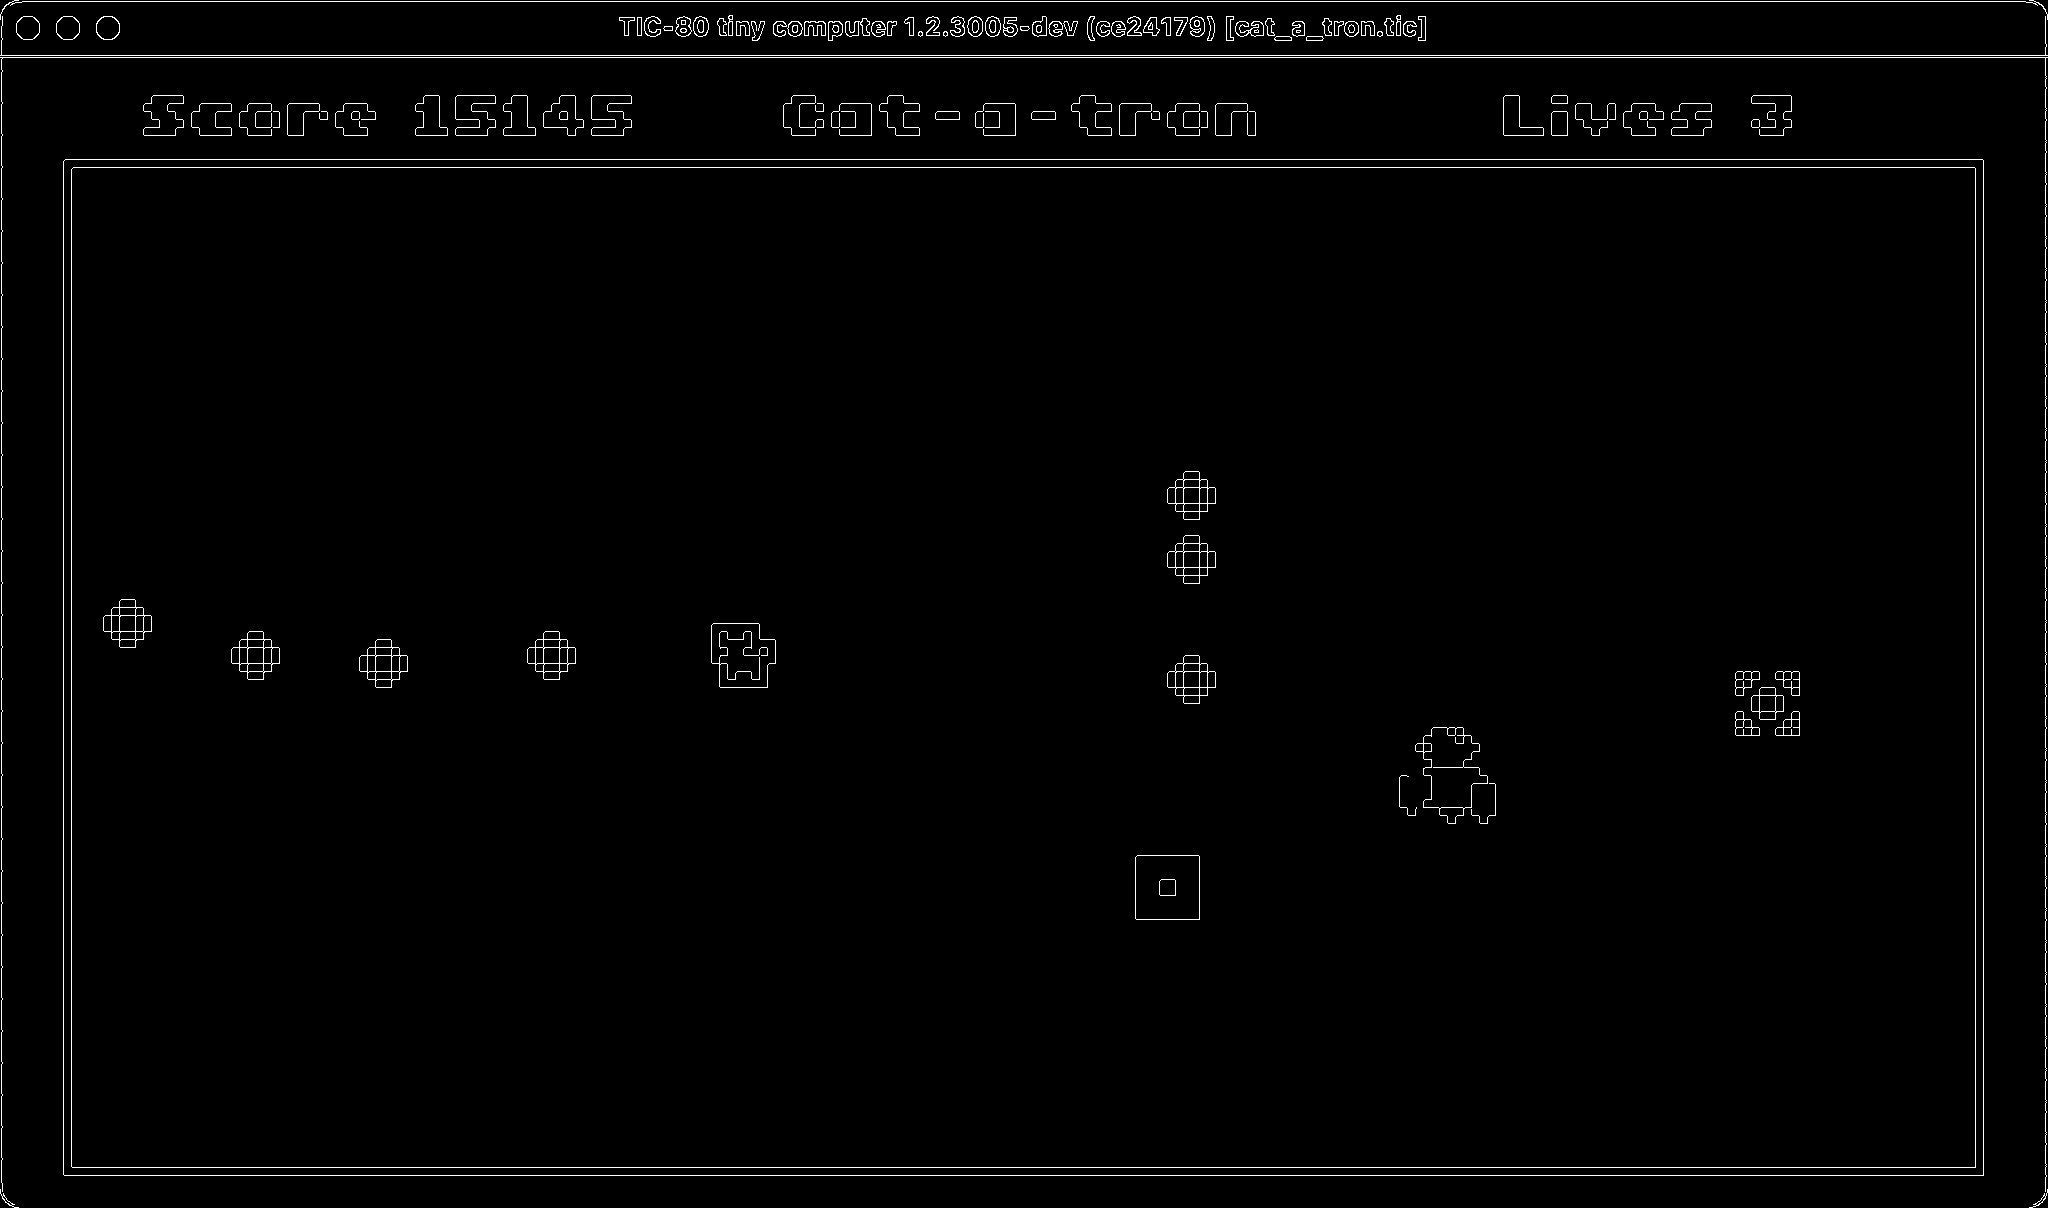 TIC-80 tiny computer 1.2.3005-dev (ce24179) [cat_a_tron.tic]
Score 15145 Cat-a-tron Lives 3